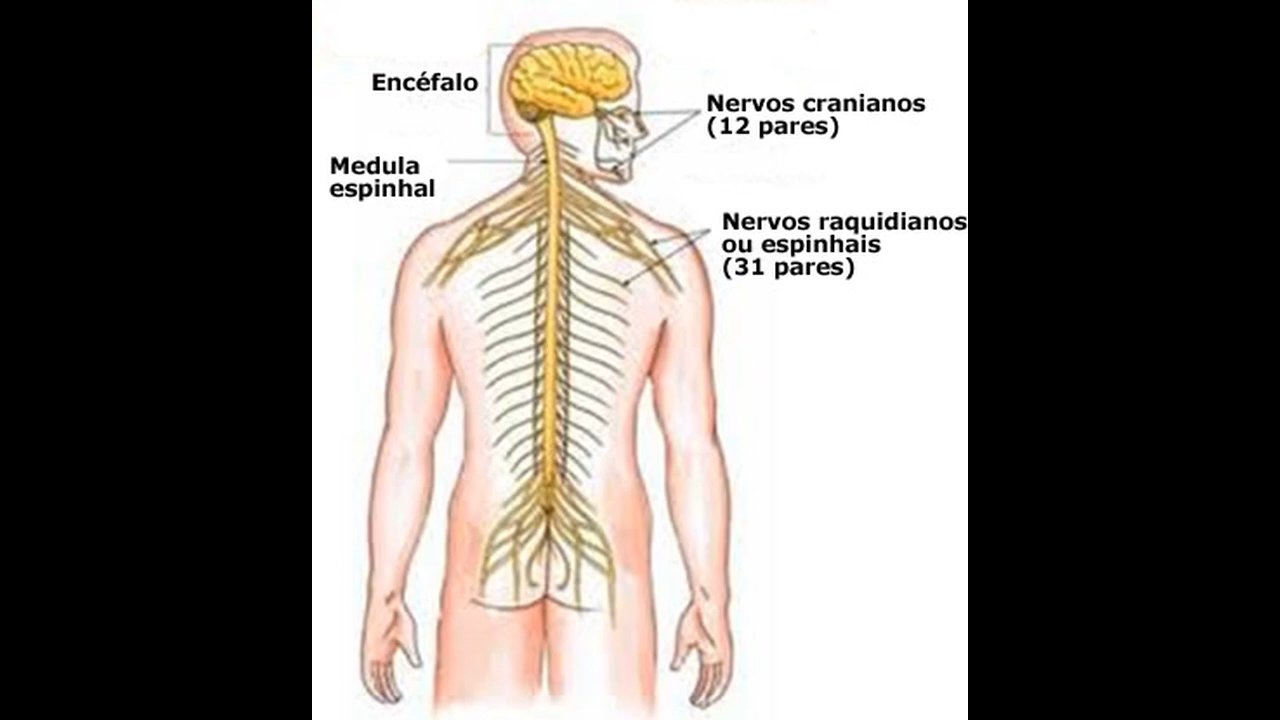 Encéfalo
Nervos cranianos
(12 pares)
Medula
espinhal
Nervos raquidianos
ou espinhais
(31 pares)